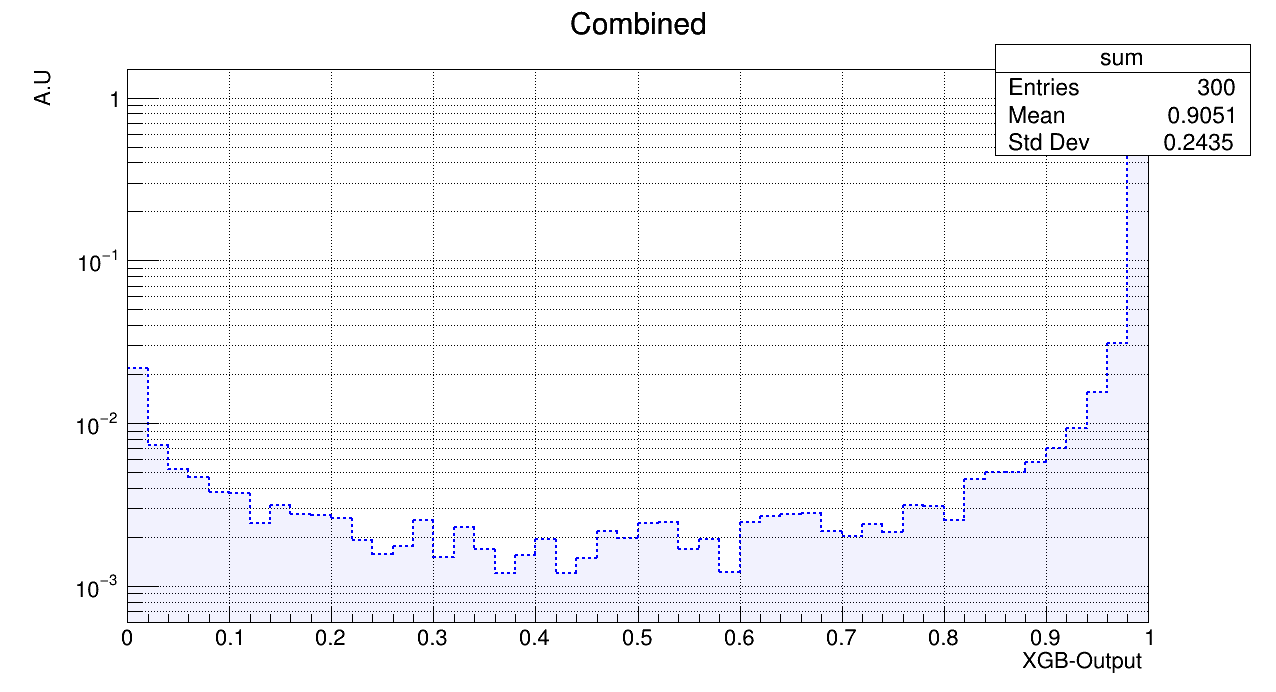 Combined
A.U
sum
Entries 300
Mean 0.9051
Std Dev 0.2435
1
10⁻¹
10⁻²
10⁻³
0 0.1 0.2 0.3 0.4 0.5 0.6 0.7 0.8 0.9 1
XGB-Output